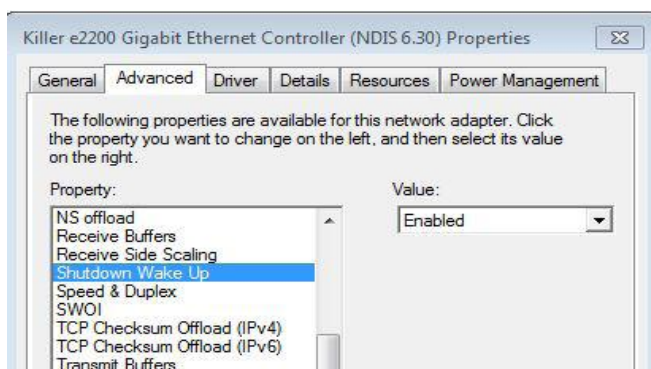 Killer e2200 Gigabit Ethernet Controller (NDIS 6.30) Properties
General Advanced Driver Details Resources Power Management
The following properties are available for this network adapter. Click
the property you want to change on the left, and then select its value
on the right.
Property: Value:
NS offload Enabled
Receive Buffers
Receive Side Scaling
Shutdown Wake Up
Speed & Duplex
SWOI
TCP Checksum Offload (IPv4)
TCP Checksum Offload (IPv6)
Transmit Buffers